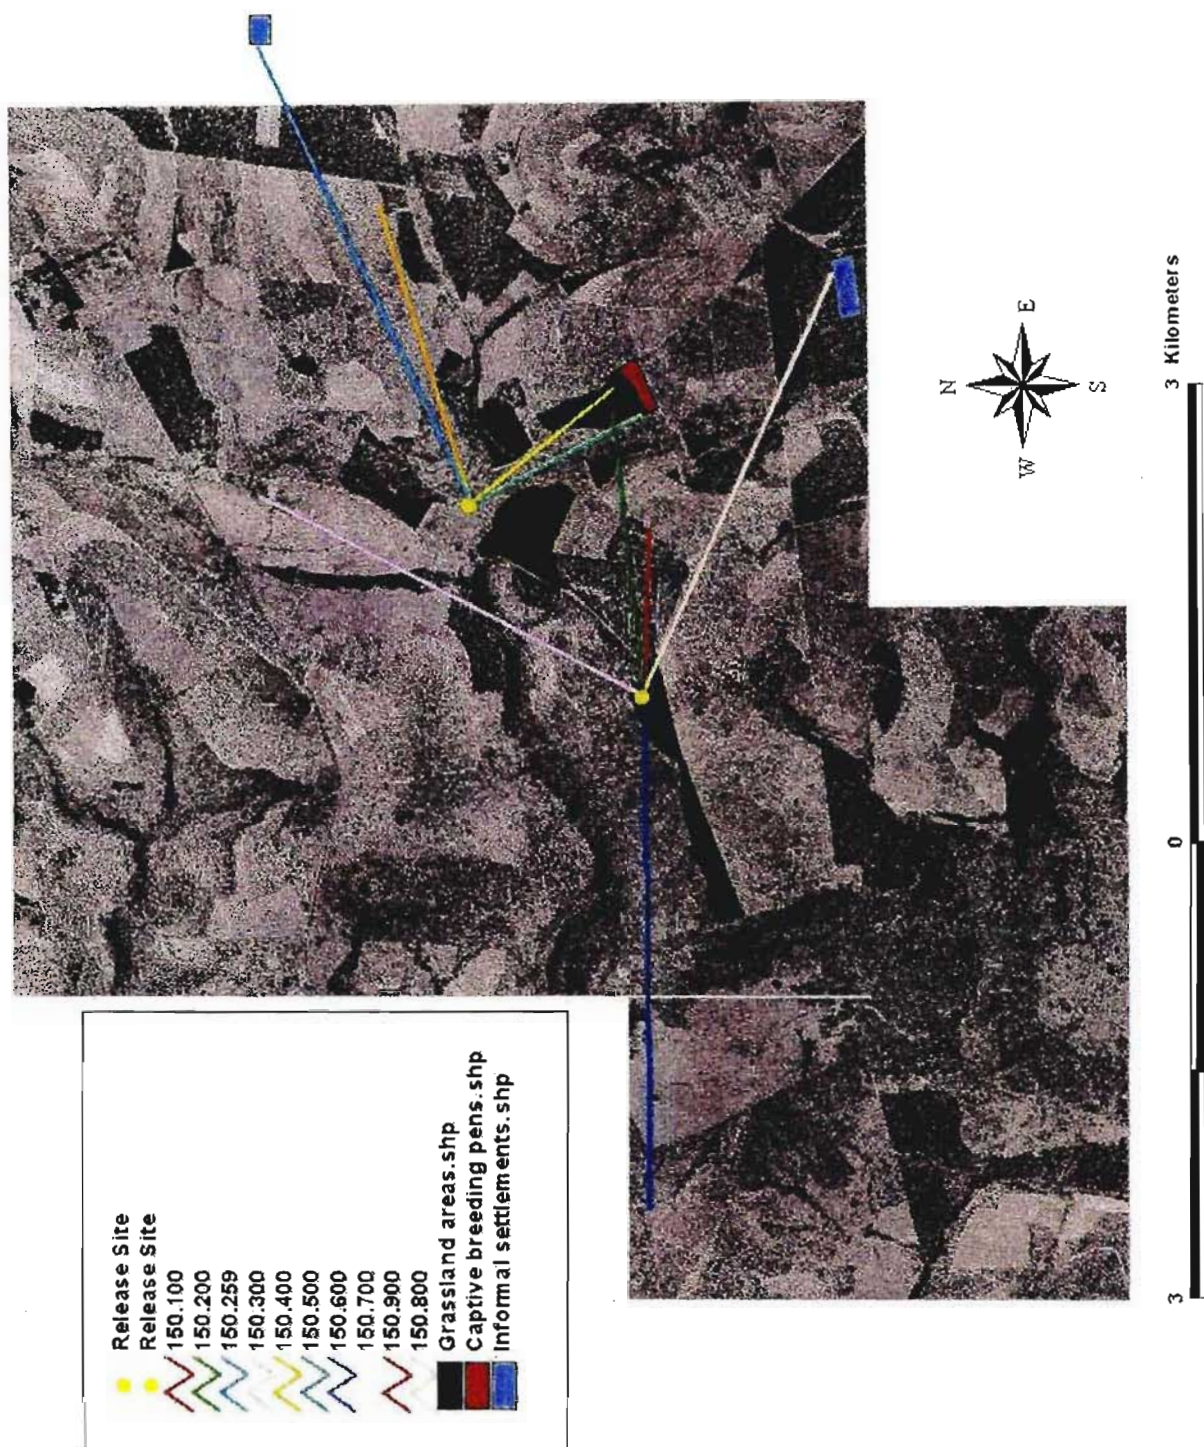 Release Site
Release Site
150.100
150.200
150.259
150.300
150.400
150.500
150.600
150.700
150.900
150.800
Grassland areas.shp
Captive breeding pens.shp
Informal settlements.shp
N
W
E
S
3
0
3 Kilometers